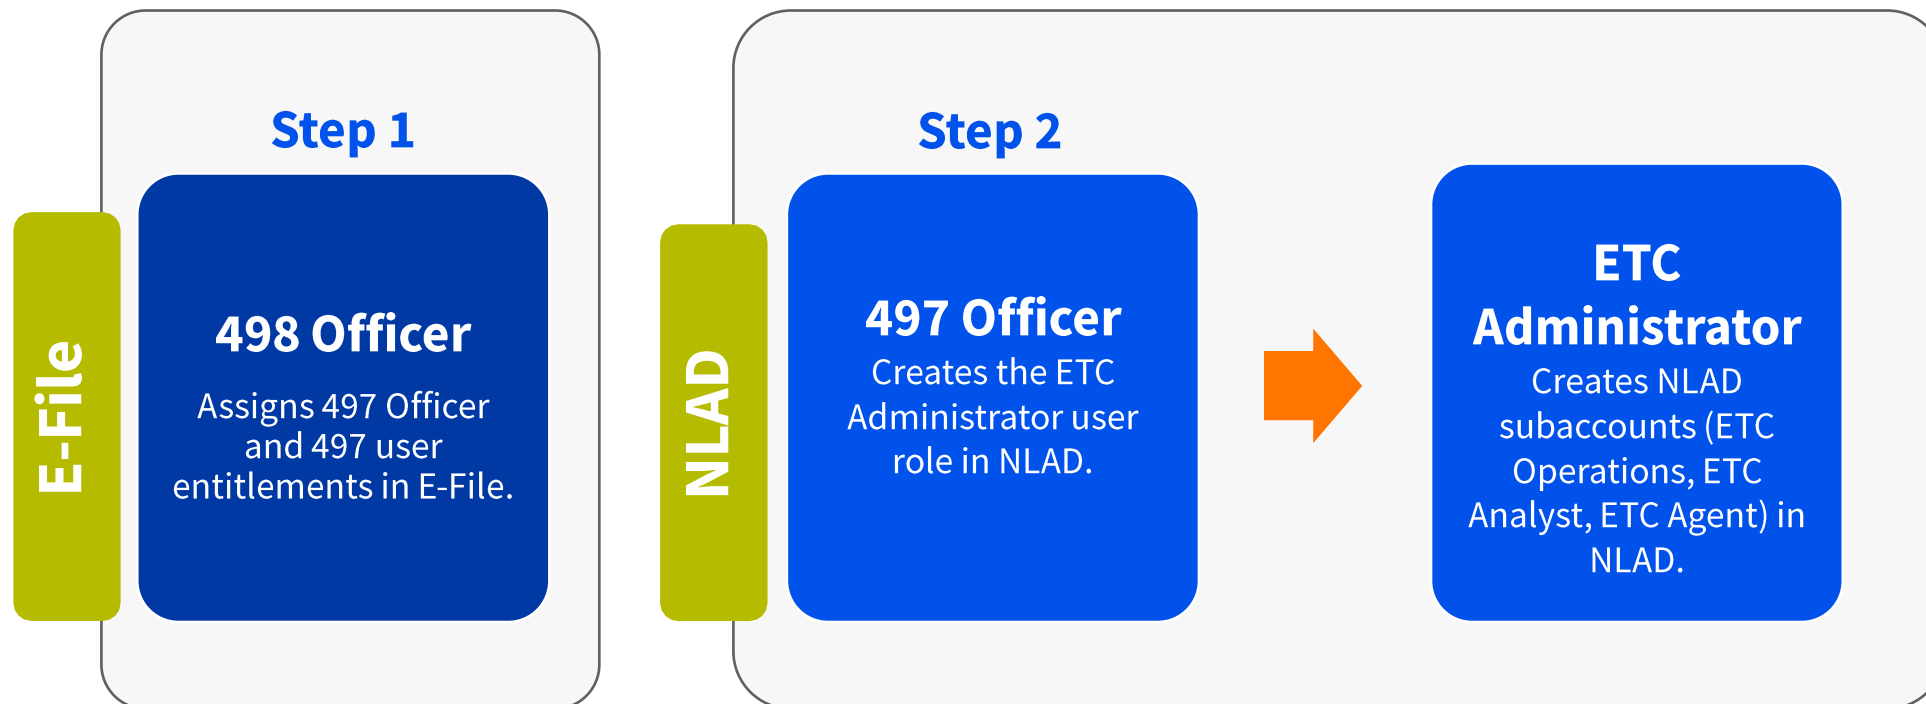 Step 1
E-File
498 Officer
Assigns 497 Officer
and 497 user
entitlements in E-File.
Step 2
NLAD
497 Officer
Creates the ETC
Administrator user
role in NLAD.
ETC
Administrator
Creates NLAD
subaccounts (ETC
Operations, ETC
Analyst, ETC Agent) in
NLAD.